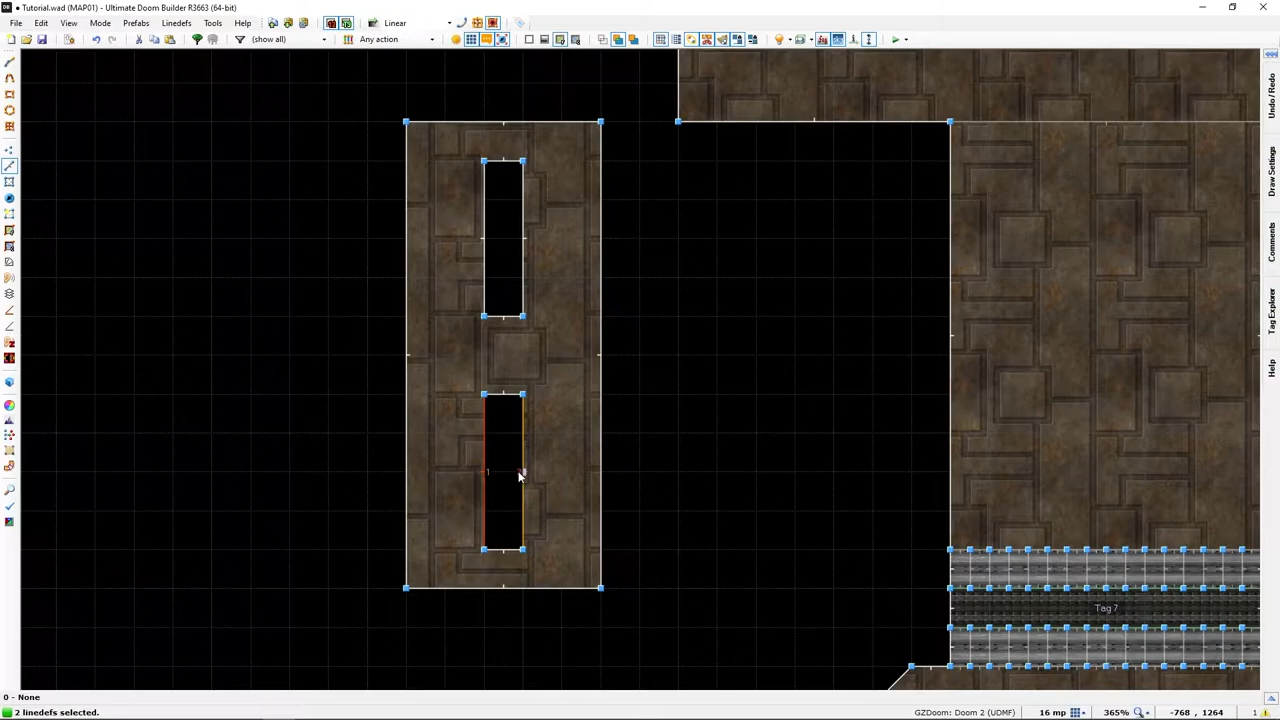 Tutorial.wad (MAP01) - Ultimate Doom Builder R3663 (64-bit)
File Edit View Mode Prefabs Linedefs Tools Help Linear
(show all) Any action
Undo / Redo
Draw Settings
Comments
Tag Explorer
Help
1
Tag 7
0 - None
2 linedefs selected.
GZDoom: Doom 2 (UDMF) 16 mp 365% -768 , 1264 1